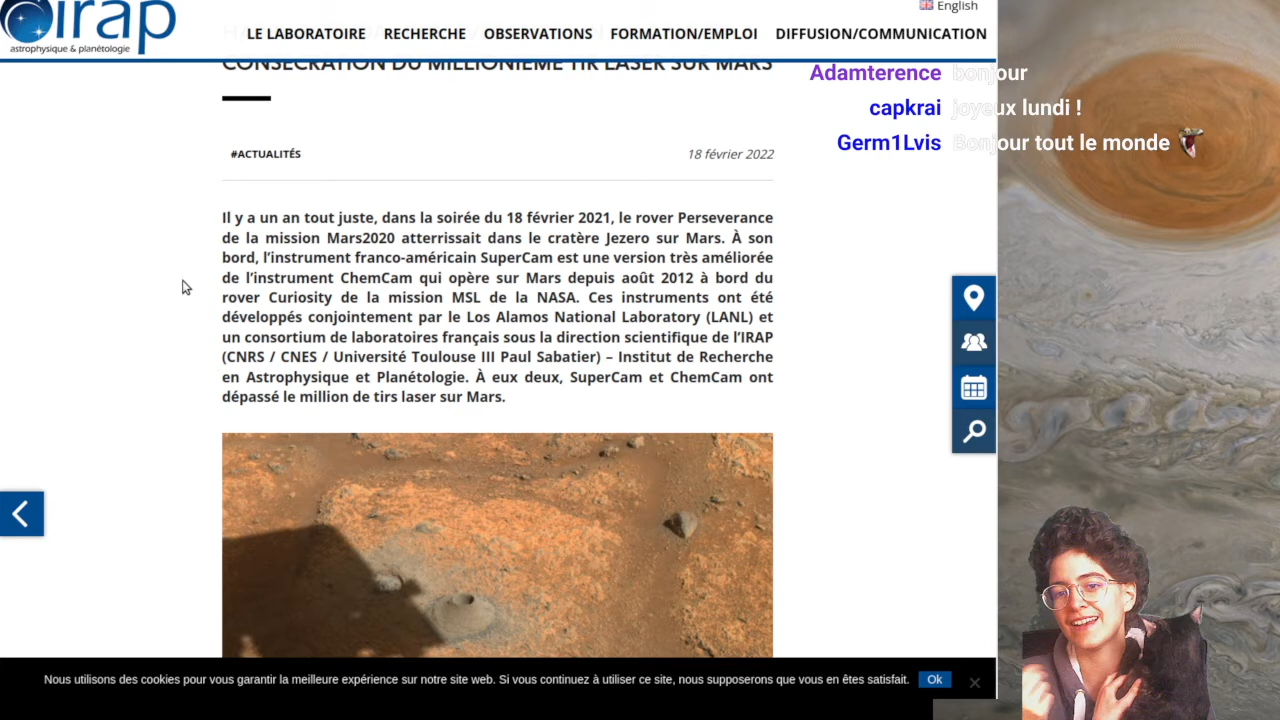 irap
astrophysique & planétologie
English
LE LABORATOIRE RECHERCHE OBSERVATIONS FORMATION/EMPLOI DIFFUSION/COMMUNICATION
CONSÉCRATION DU MILLIONIÈME TIR LASER SUR MARS
Adamterence bonjour
capkrai joyeux lundi !
Germ1Lvis Bonjour tout le monde
#ACTUALITÉS 18 février 2022
Il y a un an tout juste, dans la soirée du 18 février 2021, le rover Perseverance
de la mission Mars2020 atterrissait dans le cratère Jezero sur Mars. À son
bord, l’instrument franco-américain SuperCam est une version très améliorée
de l’instrument ChemCam qui opère sur Mars depuis août 2012 à bord du
rover Curiosity de la mission MSL de la NASA. Ces instruments ont été
développés conjointement par le Los Alamos National Laboratory (LANL) et
un consortium de laboratoires français sous la direction scientifique de l’IRAP
(CNRS / CNES / Université Toulouse III Paul Sabatier) – Institut de Recherche
en Astrophysique et Planétologie. À eux deux, SuperCam et ChemCam ont
dépassé le million de tirs laser sur Mars.
Nous utilisons des cookies pour vous garantir la meilleure expérience sur notre site web. Si vous continuez à utiliser ce site, nous supposerons que vous en êtes satisfait. Ok